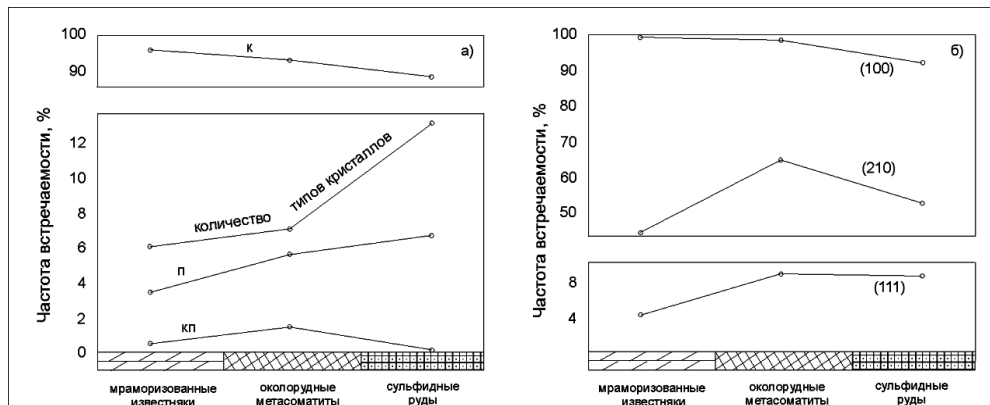 Частота встречаемости, %
100
90
12
10
8
6
4
2
0
а)
К
количество типов кристаллов
П
КП
мраморизованные известняки
околорудные метасоматиты
сульфидные руды
Частота встречаемости, %
100
90
80
70
60
50
8
4
б)
(100)
(210)
(111)
мраморизованные известняки
околорудные метасоматиты
сульфидные руды